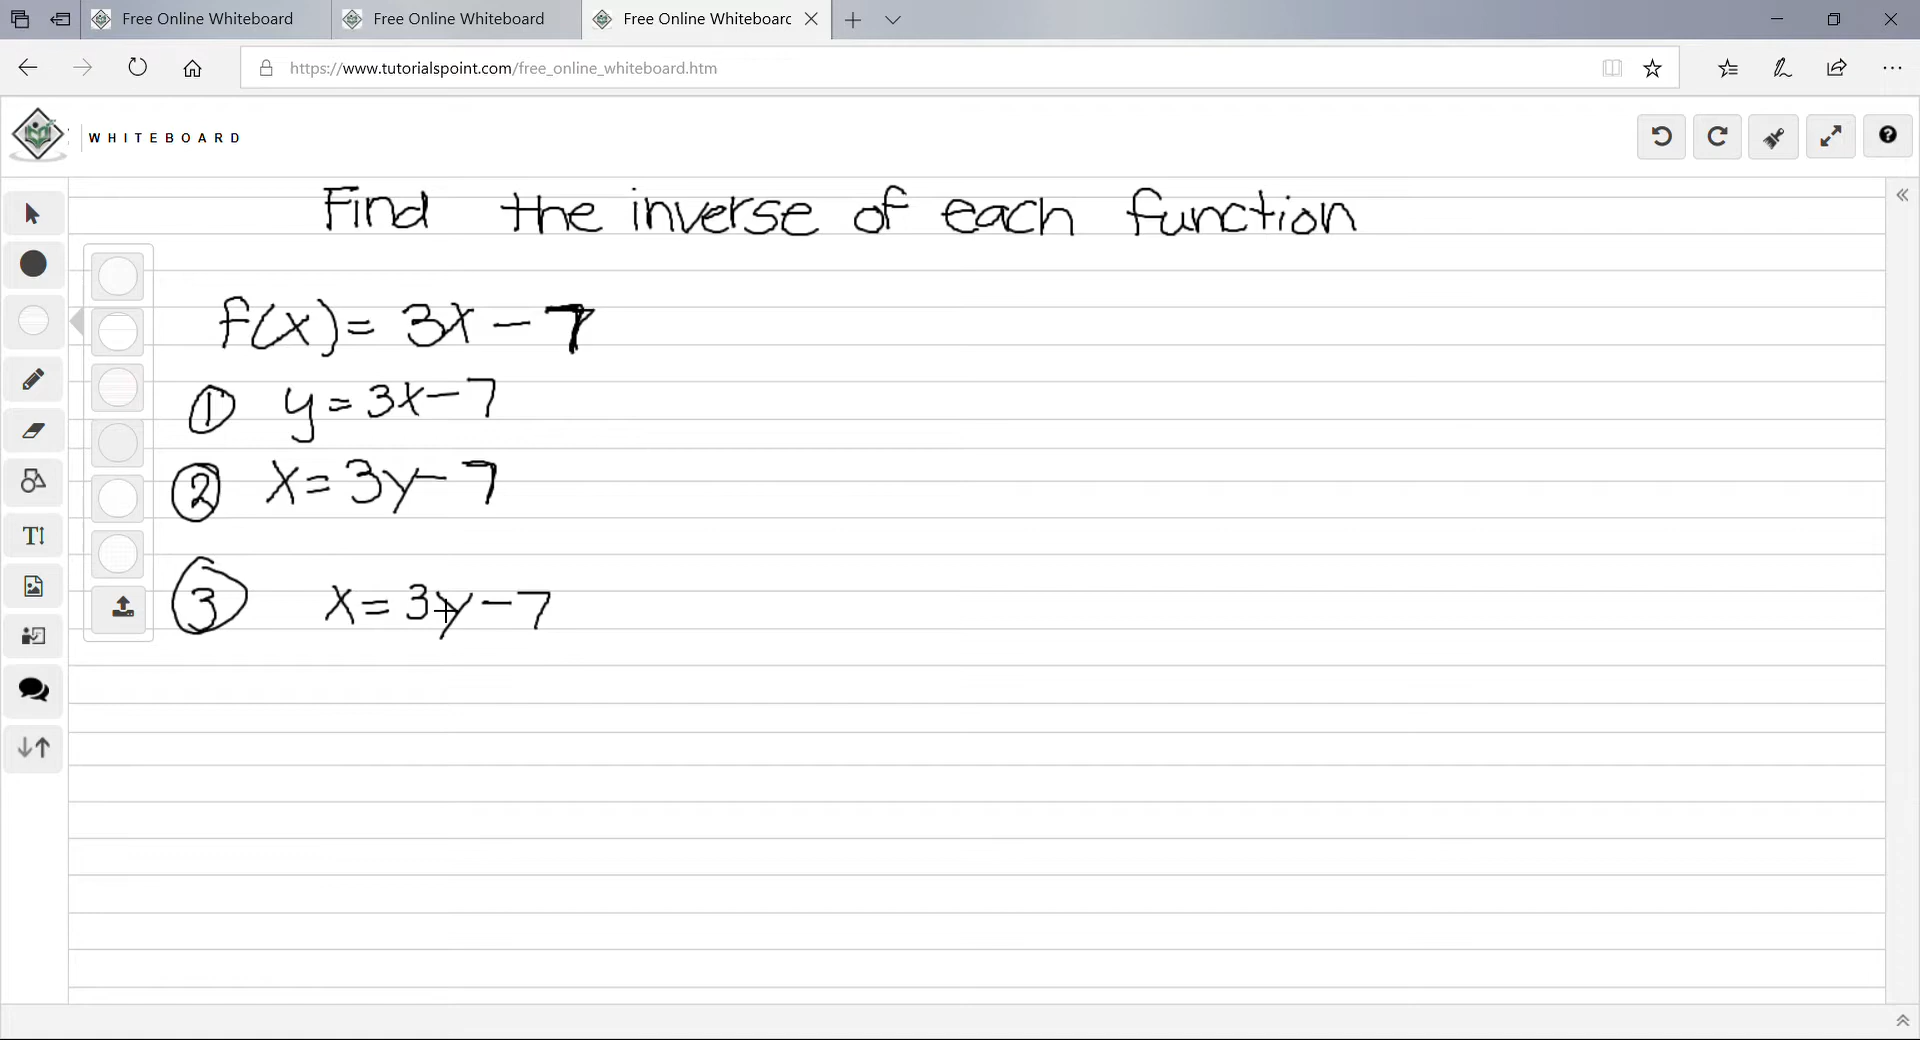 Free Online Whiteboard
Free Online Whiteboard
Free Online Whiteboard
https://www.tutorialspoint.com/free_online_whiteboard.htm
WHITEBOARD
Find the inverse of each function
f(x) = 3x - 7
① y = 3x - 7
② x = 3y - 7
③ x = 3y - 7